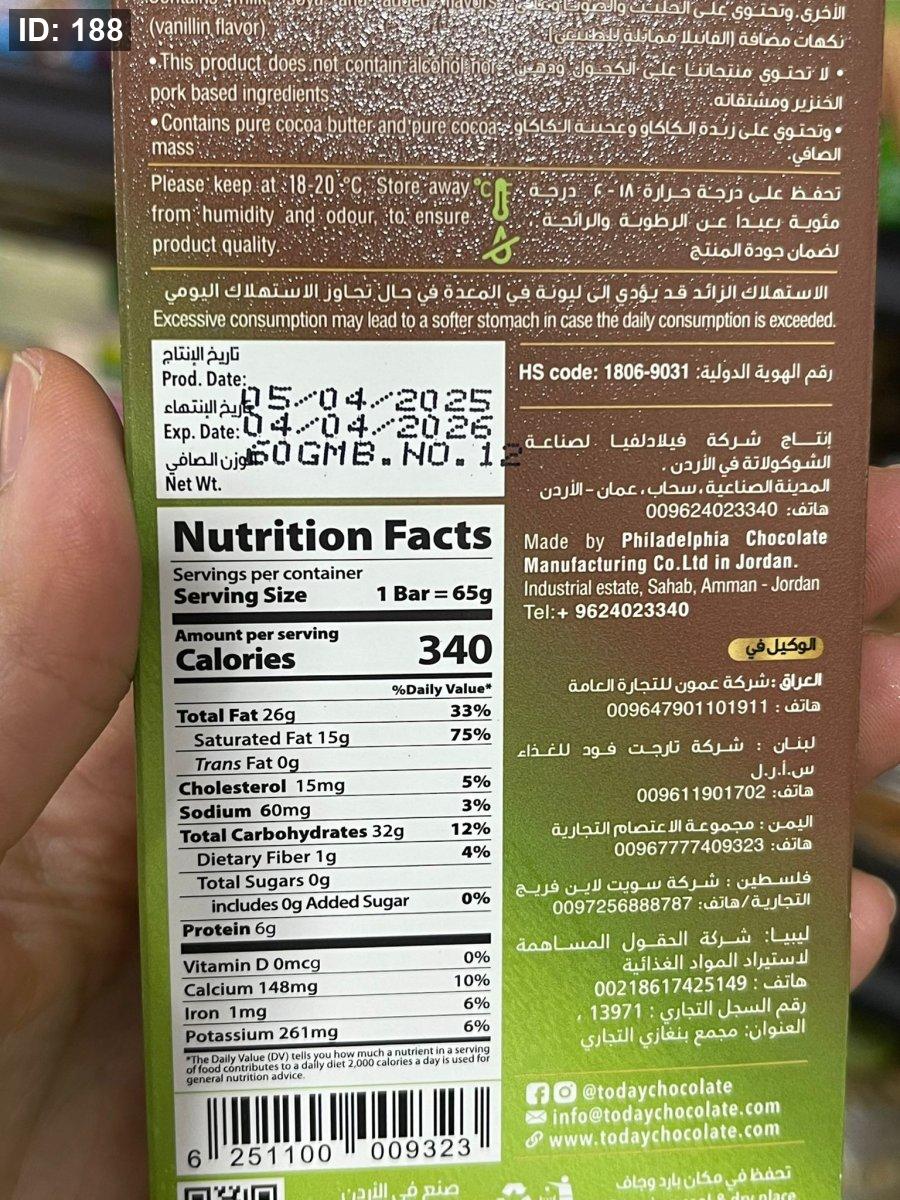 ID: 188
(vanillin flavor).
• This product does not contain alcohol nor
pork based ingredients
• Contains pure cocoa butter and pure cocoa
mass
الأخرى. وتحتوي على الحليب والصويا
نكهات مضافة (الفانيلا مماثلة للطبيعي)
• لا تحتوي منتجاتنا على الكحول ودهن
الخنزير ومشتقاته
• وتحتوي على زبدة الكاكاو وعجينة الكاكاو
الصافي.
Please keep at :18-20 °C. Store away
from humidity and odour, to ensure
product quality.
°C
تحفظ على درجة حرارة ١٨-٢٠ درجة
مئوية بعيدا عن الرطوبة والرائحة
لضمان جودة المنتج
الاستهلاك الزائد قد يؤدي إلى ليونة في المعدة في حال تجاوز الاستهلاك اليومي
Excessive consumption may lead to a softer stomach in case the daily consumption is exceeded.
تاريخ الإنتاج
Prod. Date: 05/04/2025
تاريخ الإنتهاء
Exp. Date: 04/04/2026
الوزن الصافي 60GMB.NO.12
Net Wt.
Nutrition Facts
Servings per container
Serving Size 1 Bar = 65g
Amount per serving
Calories 340
%Daily Value*
Total Fat 26g 33%
Saturated Fat 15g 75%
Trans Fat 0g
Cholesterol 15mg 5%
Sodium 60mg 3%
Total Carbohydrates 32g 12%
Dietary Fiber 1g 4%
Total Sugars 0g
includes 0g Added Sugar 0%
Protein 6g
Vitamin D 0mcg 0%
Calcium 148mg 10%
Iron 1mg 6%
Potassium 261mg 6%
*The Daily Value (DV) tells you how much a nutrient in a serving
of food contributes to a daily diet 2,000 calories a day is used for
general nutrition advice.
6 251100 009323
HS code: 1806-9031 رقم الهوية الدولية:
إنتاج شركة فيلادلفيا لصناعة
الشوكولاتة في الأردن .
المدينة الصناعية، سحاب، عمان - الأردن
هاتف: 009624023340
Made by Philadelphia Chocolate
Manufacturing Co.Ltd in Jordan.
Industrial estate, Sahab, Amman - Jordan
Tel:+ 9624023340
الوكيل في
العراق : شركة عمون للتجارة العامة
هاتف : 009647901101911
لبنان : شركة تارجت فود للغذاء
س.أ.ر.ل
هاتف: 009611901702
اليمن : مجموعة الاعتصام التجارية
هاتف: 00967777409323
فلسطين : شركة سويت لاين فريج
التجارية/هاتف: 0097256888787
ليبيا: شركة الحقول المساهمة
لاستيراد المواد الغذائية
هاتف : 00218617425149
رقم السجل التجاري : 13971 ،
العنوان: مجمع بنغازي التجاري
@todaychocolate
info@todaychocolate.com
www.todaychocolate.com
صنع في الأردن
تحفظ في مكان بارد وجاف
& dry place